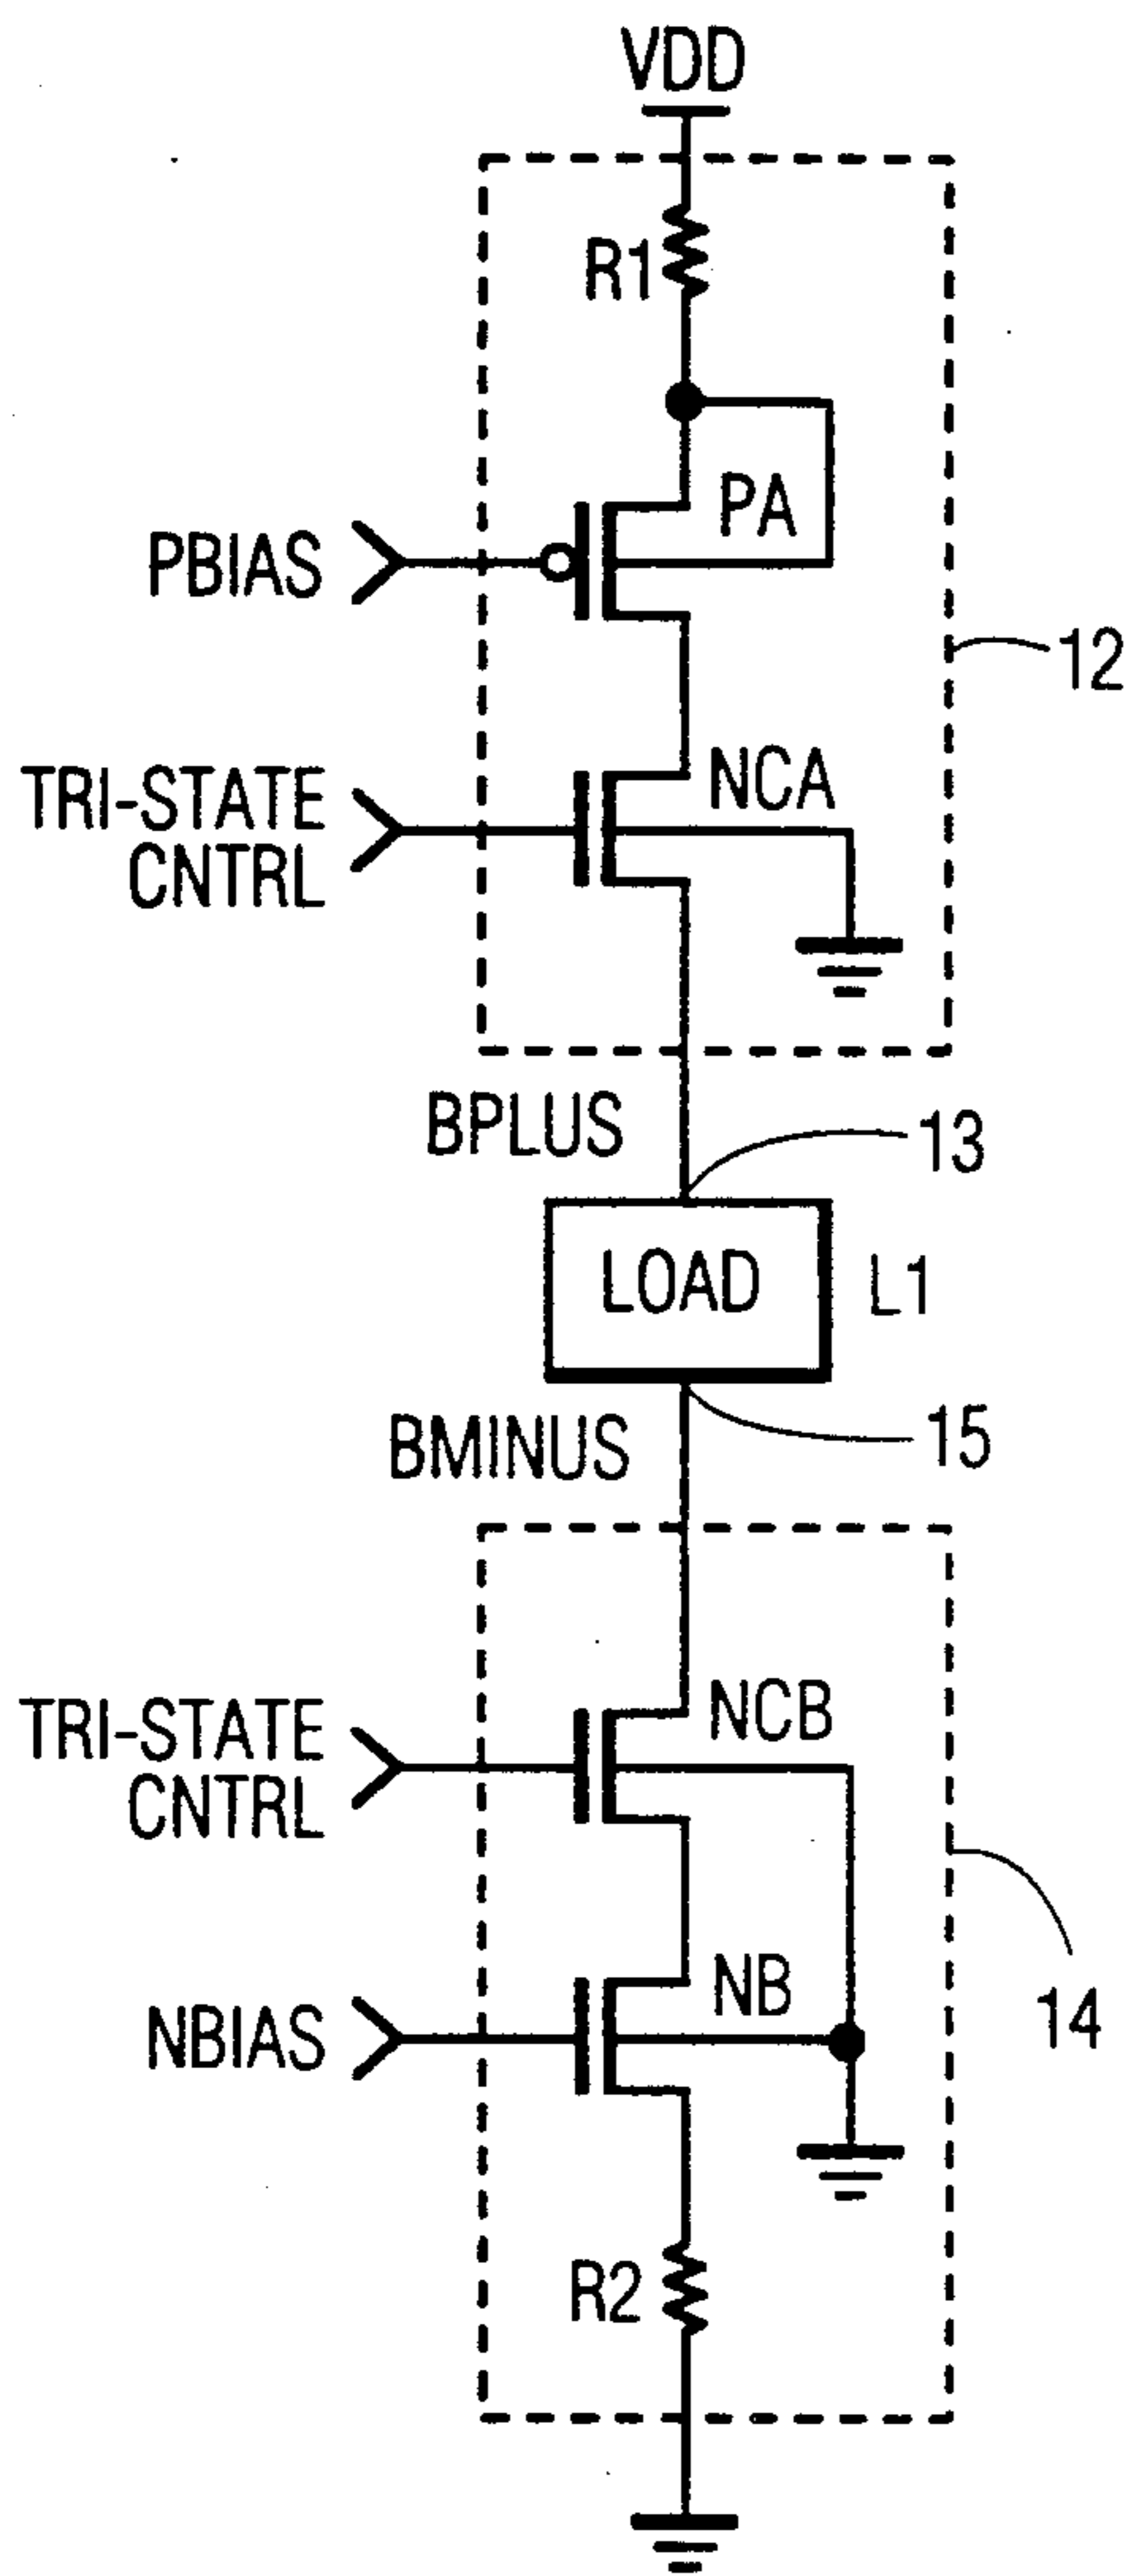 VDD
R1
PA
PBIAS
12
NCA
TRI-STATE
CNTRL
BPLUS
13
LOAD
L1
BMINUS
15
NCB
TRI-STATE
CNTRL
NB
NBIAS
14
R2